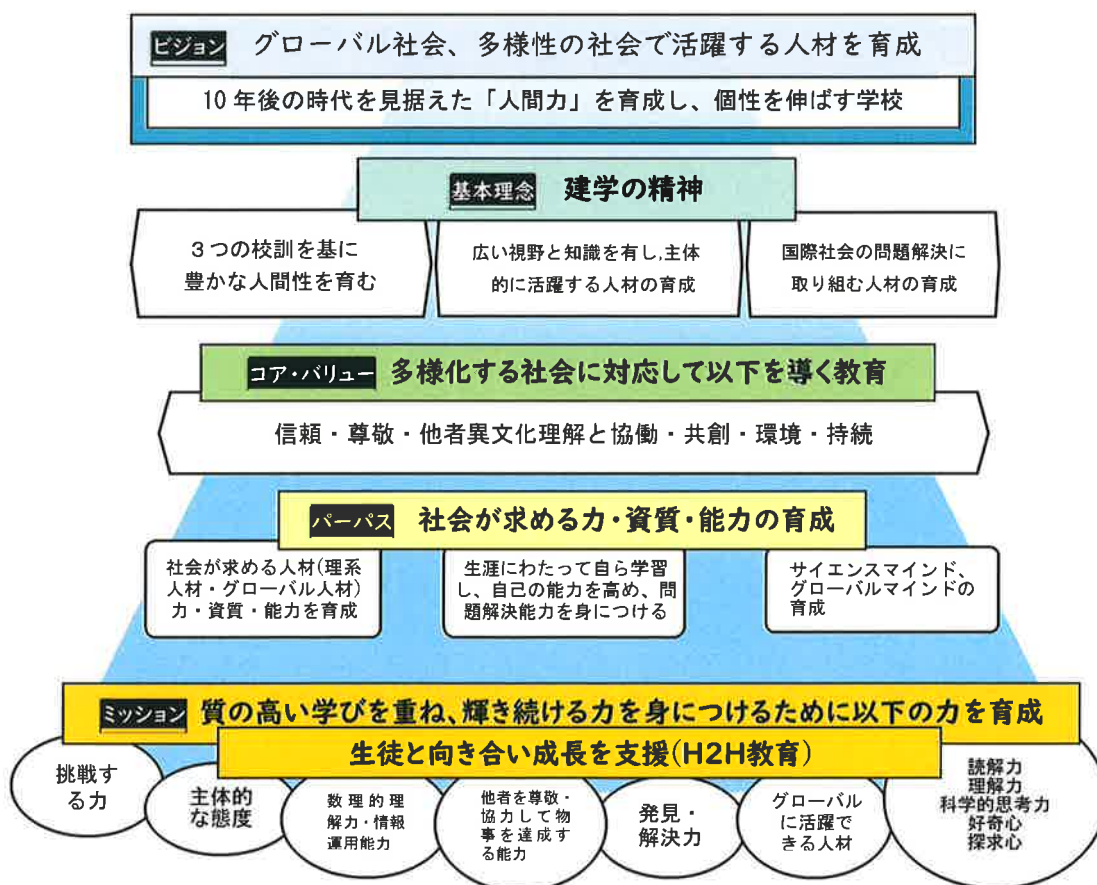 ビジョン グローバル社会、多様性の社会で活躍する人材を育成
10年後の時代を見据えた「人間力」を育成し、個性を伸ばす学校
基本理念 建学の精神
3つの校訓を基に
豊かな人間性を育む
広い視野と知識を有し,主体
的に活躍する人材の育成
国際社会の問題解決に
取り組む人材の育成
コア・バリュー 多様化する社会に対応して以下を導く教育
信頼・尊敬・他者異文化理解と協働・共創・環境・持続
パーパス 社会が求める力・資質・能力の育成
社会が求める人材(理系
人材・グローバル人材)
力・資質・能力を育成
生涯にわたって自ら学習
し、自己の能力を高め、問
題解決能力を身につける
サイエンスマインド、
グローバルマインドの
育成
ミッション 質の高い学びを重ね、輝き続ける力を身につけるために以下の力を育成
生徒と向き合い成長を支援(H2H教育)
挑戦す
る力
主体的
な態度
数理的理
解力・情報
運用能力
他者を尊敬・
協力して物
事を達成す
る能力
発見・
解決力
グローバル
に活躍で
きる人材
読解力
理解力
科学的思考力
好奇心
探求心